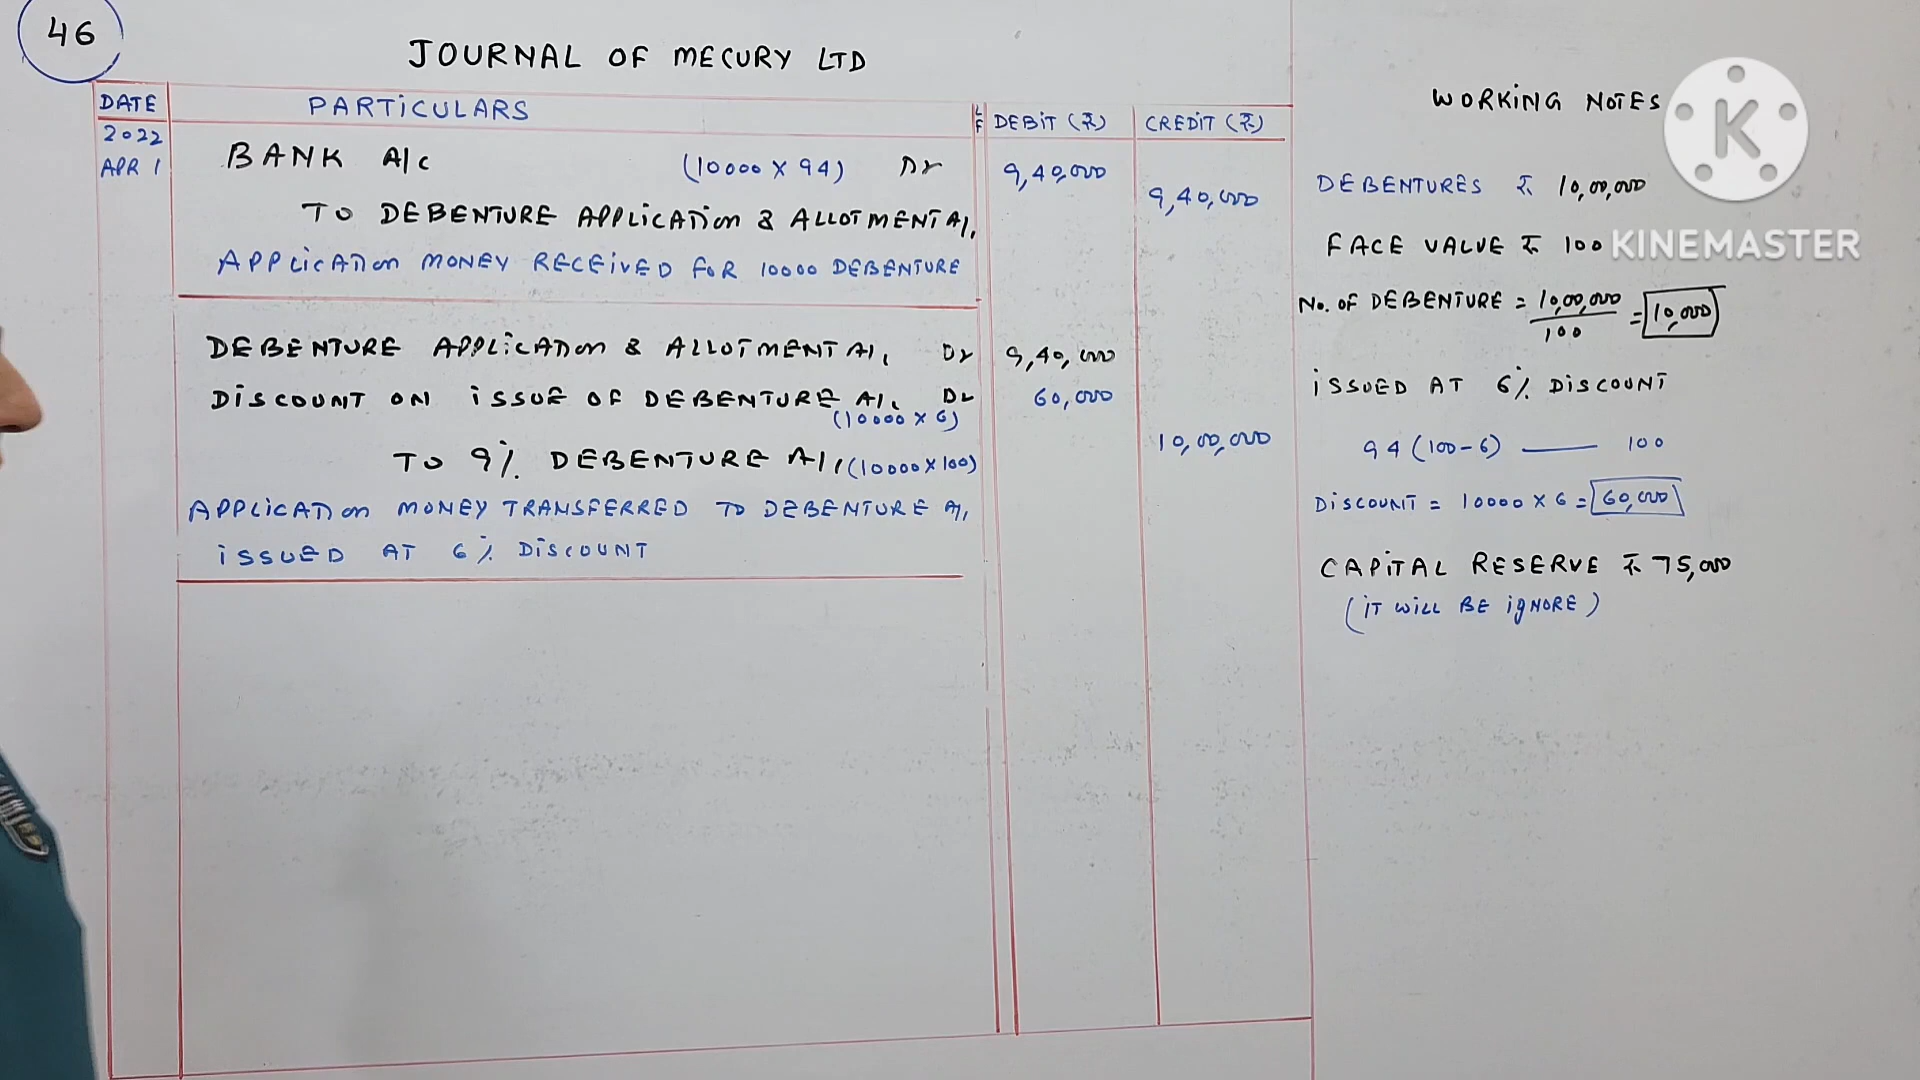 46
JOURNAL OF MECURY LTD
DATE PARTICULARS LF DEBIT (₹) CREDIT (₹)
2022
APR 1 BANK A/c (10000 X 94) Dr 9,40,000
TO DEBENTURE APPLICATION & ALLOTMENT A/c 9,40,000
APPLICATION MONEY RECEIVED FOR 10000 DEBENTURE
DEBENTURE APPLICATION & ALLOTMENT A/c Dr 9,40,000
DISCOUNT ON ISSUE OF DEBENTURE A/c Dr 60,000
(10000 X 6)
TO 9% DEBENTURE A/c (10000 X 100) 10,00,000
APPLICATION MONEY TRANSFERRED TO DEBENTURE A/c
ISSUED AT 6% DISCOUNT
WORKING NOTES
DEBENTURES ₹ 10,00,000
FACE VALUE ₹ 100
No. OF DEBENTURE = 10,00,000 / 100 = 10,000
ISSUED AT 6% DISCOUNT
94 (100-6) —— 100
DISCOUNT = 10000 X 6 = 60,000
CAPITAL RESERVE ₹ 75,000
(IT WILL BE IGNORE)
K
KINEMASTER